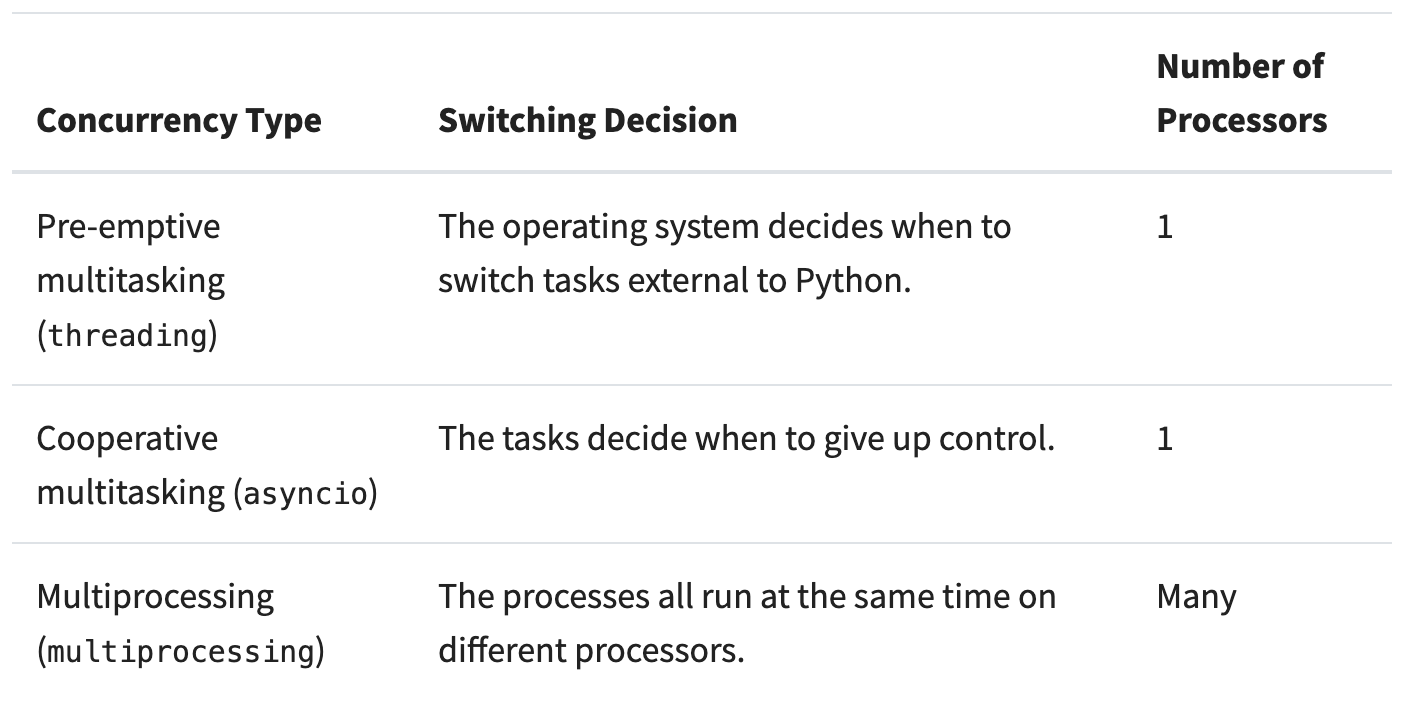 Concurrency Type
Switching Decision
Number of
Processors
Pre-emptive
multitasking
(threading)
The operating system decides when to
switch tasks external to Python.
1
Cooperative
multitasking (asyncio)
The tasks decide when to give up control.
1
Multiprocessing
(multiprocessing)
The processes all run at the same time on
different processors.
Many